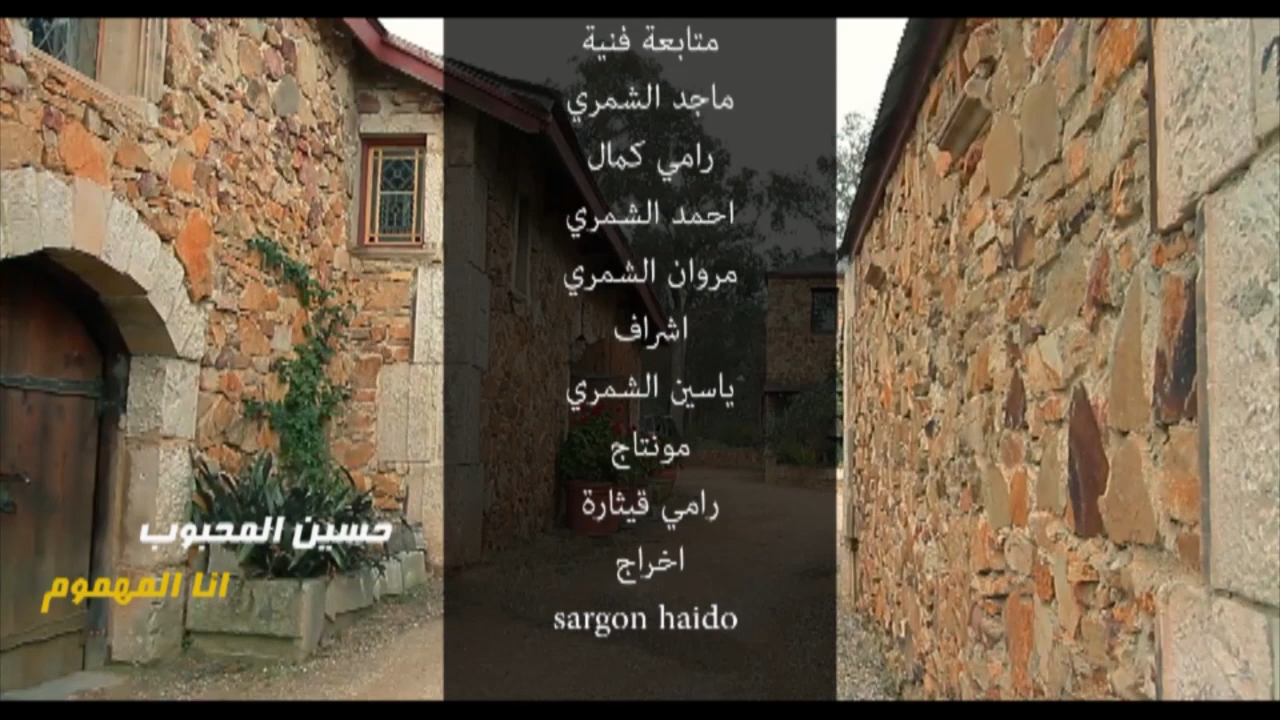 متابعة فنية
ماجد الشمري
رامي كمال
احمد الشمري
مروان الشمري
اشراف
ياسين الشمري
مونتاج
رامي قيثارة
اخراج
sargon haido
حسين المحبوب
انا المهموم